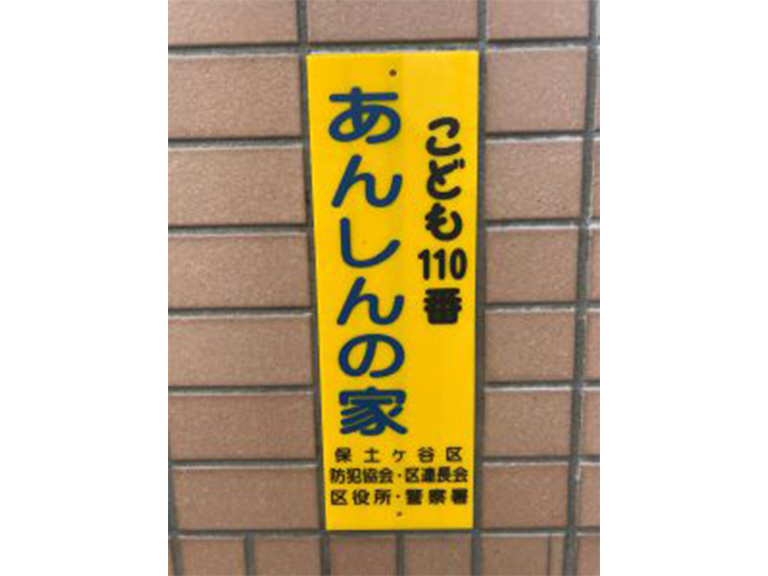 こども110番
あんしんの家
保土ヶ谷区
防犯協会・区連長会
区役所・警察署